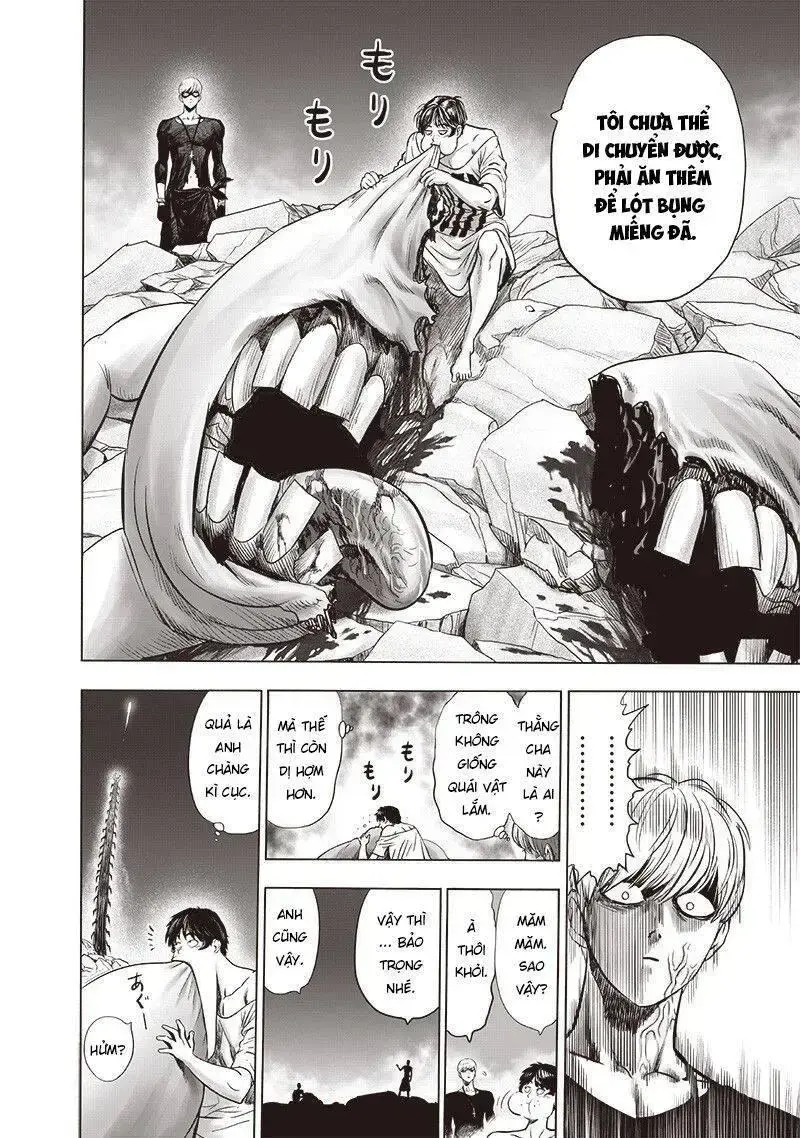 もり
もり
TÔI CHƯA THỂ
DI CHUYỂN ĐƯỢC,
PHẢI ĂN THÊM
ĐỂ LÓT BỤNG
MIẾNG ĐÃ.
THẰNG
CHA
NÀY
LÀ AI?
TRÔNG
KHÔNG
GIỐNG
QUÁI VẬT
LẮM.
もり
もり
MÀ THẾ
THÌ CÒN
DỊ HỢM
HƠN.
MĂM
MĂM. SAO
VẬY?
À
THÔI
KHỎI.
VẬY THÌ
... BẢO
TRỌNG
NHÉ.
ANH
CŨNG
VẬY.
QUẢ LÀ
ANH
CHÀNG
KÌ CỤC.
あぐ
HỬM?